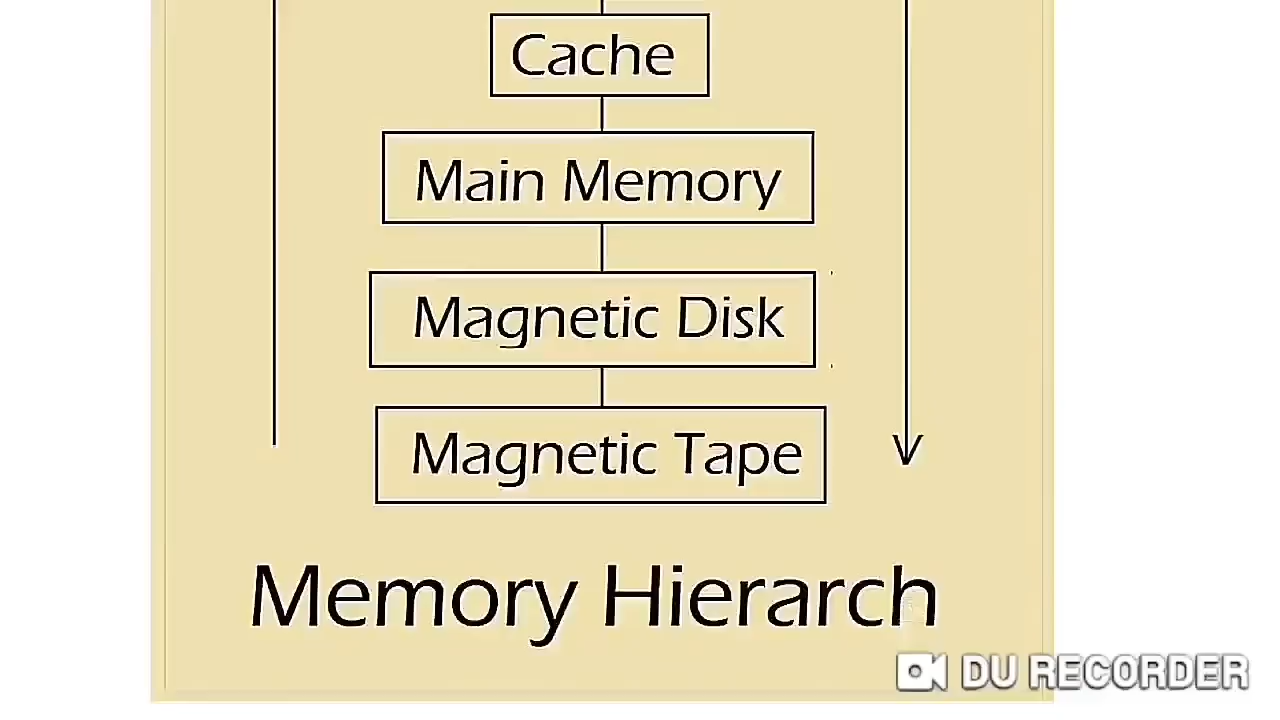 Cache
Main Memory
Magnetic Disk
Magnetic Tape
Memory Hierarch
DU RECORDER